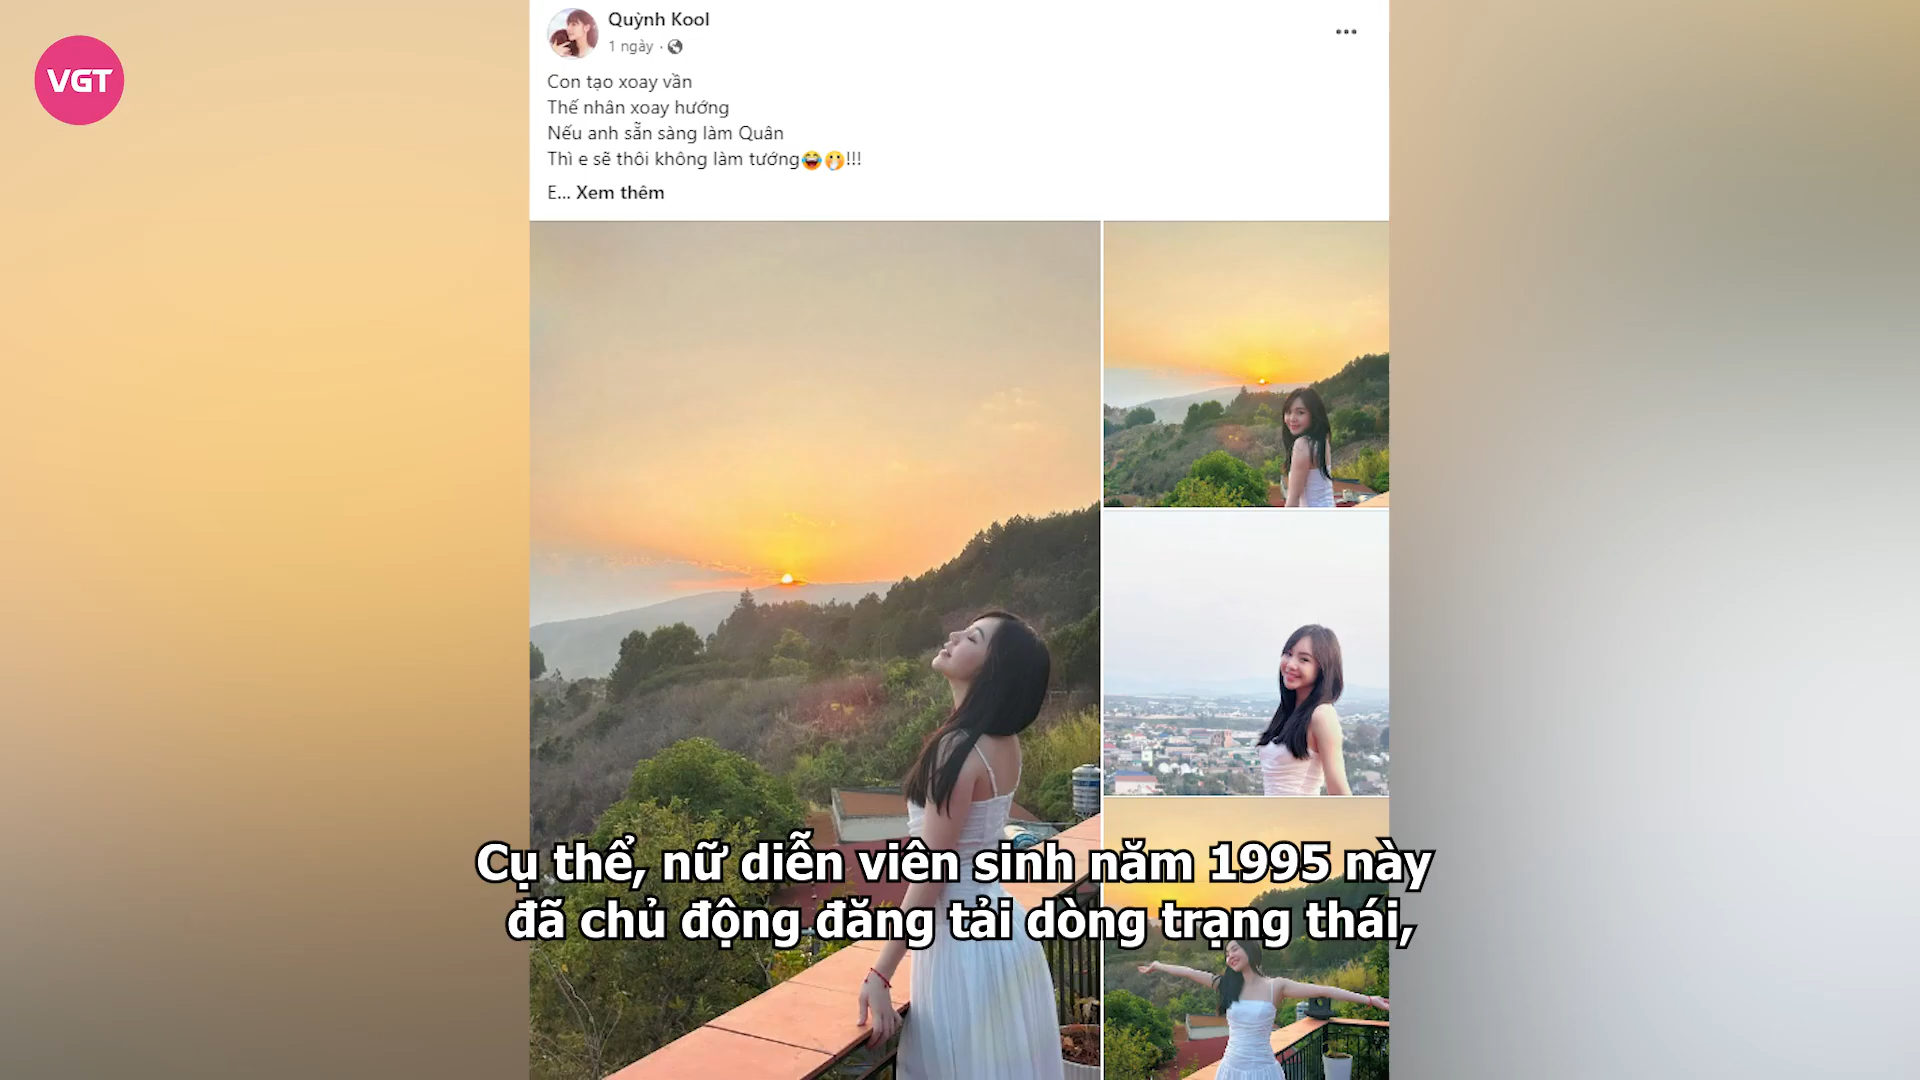 VGT
Quỳnh Kool
1 ngày ·
Con tạo xoay vần
Thế nhân xoay hướng
Nếu anh sẵn sàng làm Quân
Thì e sẽ thôi không làm tướng😂🫢!!!
E... Xem thêm
Cụ thể, nữ diễn viên sinh năm 1995 này
đã chủ động đăng tải dòng trạng thái,